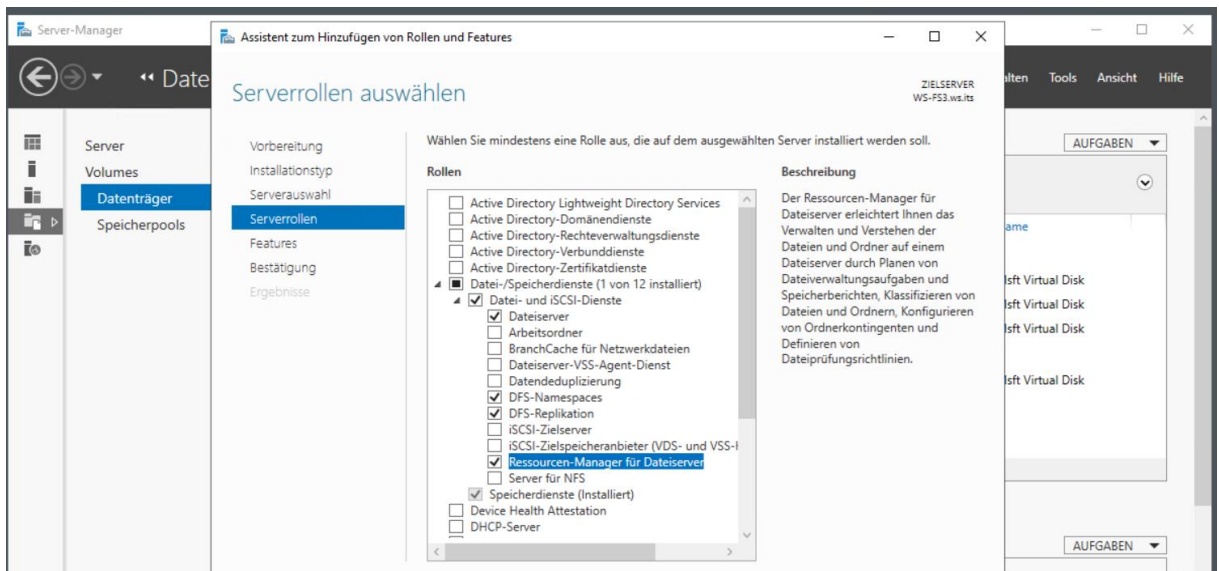 Server-Manager
Assistent zum Hinzufügen von Rollen und Features
Date
Tools Ansicht Hilfe
Serverrollen auswählen
ZIELSERVER
WS-FS3.ws.its
Server
Volumes
Datenträger
Speicherpools
Vorbereitung
Installationstyp
Serverauswahl
Serverrollen
Features
Bestätigung
Ergebnisse
Wählen Sie mindestens eine Rolle aus, die auf dem ausgewählten Server installiert werden soll.
Rollen
Active Directory Lightweight Directory Services
Active Directory-Domänendienste
Active Directory-Rechteverwaltungsdienste
Active Directory-Verbunddienste
Active Directory-Zertifikatdienste
Datei-/Speicherdienste (1 von 12 installiert)
Datei- und iSCSI-Dienste
Dateiserver
Arbeitsordner
BranchCache für Netzwerkdateien
Dateiserver-VSS-Agent-Dienst
Datendeduplizierung
DFS-Namespaces
DFS-Replikation
iSCSI-Zielserver
iSCSI-Zielspeicheranbieter (VDS- und VSS-
Ressourcen-Manager für Dateiserver
Server für NFS
Speicherdienste (Installiert)
Device Health Attestation
DHCP-Server
Beschreibung
Der Ressourcen-Manager für
Dateiserver erleichtert Ihnen das
Verwalten und Verstehen der
Dateien und Ordner auf einem
Dateiserver durch Planen von
Dateiverwaltungsaufgaben und
Speicherberichten, Klassifizieren von
Dateien und Ordnern, Konfigurieren
von Ordnerkontingenten und
Definieren von
Dateiprüfungsrichtlinien.
AUFGABEN
ame
sft Virtual Disk
sft Virtual Disk
sft Virtual Disk
sft Virtual Disk
AUFGABEN